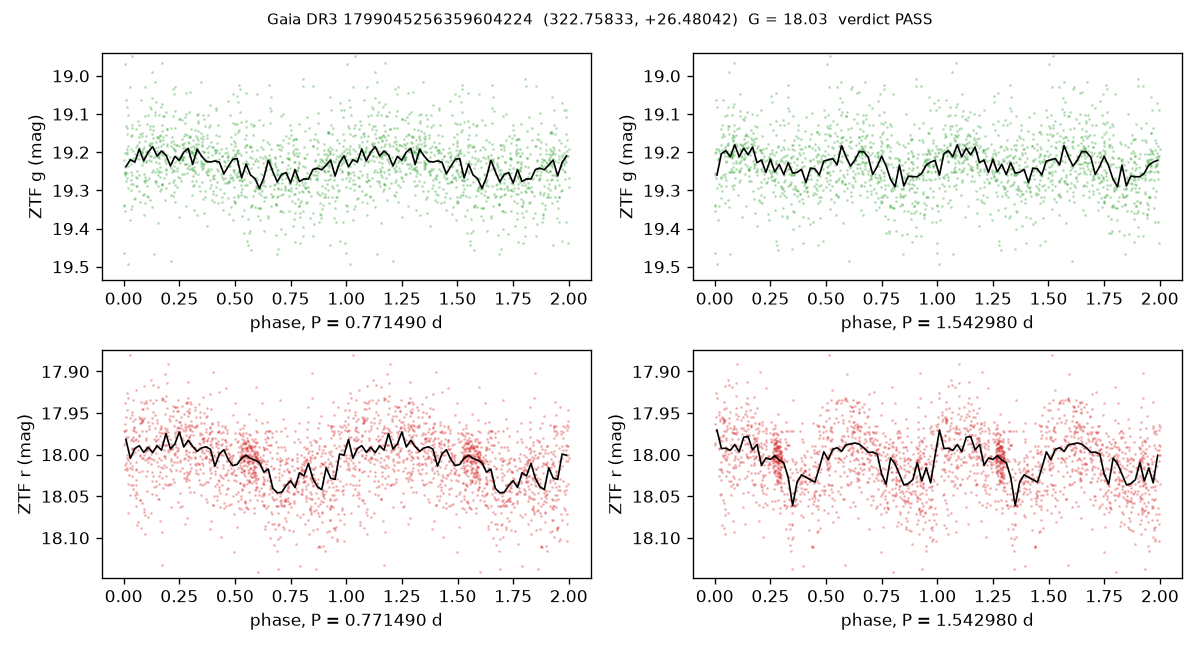 Gaia DR3 1799045256359604224 (322.75833, +26.48042) G = 18.03 verdict PASS
ZTF g (mag)
19.0
19.1
19.2
19.3
19.4
19.5
0.00 0.25 0.50 0.75 1.00 1.25 1.50 1.75 2.00
phase, P = 0.771490 d
ZTF g (mag)
19.0
19.1
19.2
19.3
19.4
19.5
0.00 0.25 0.50 0.75 1.00 1.25 1.50 1.75 2.00
phase, P = 1.542980 d
ZTF r (mag)
17.90
17.95
18.00
18.05
18.10
0.00 0.25 0.50 0.75 1.00 1.25 1.50 1.75 2.00
phase, P = 0.771490 d
ZTF r (mag)
17.90
17.95
18.00
18.05
18.10
0.00 0.25 0.50 0.75 1.00 1.25 1.50 1.75 2.00
phase, P = 1.542980 d